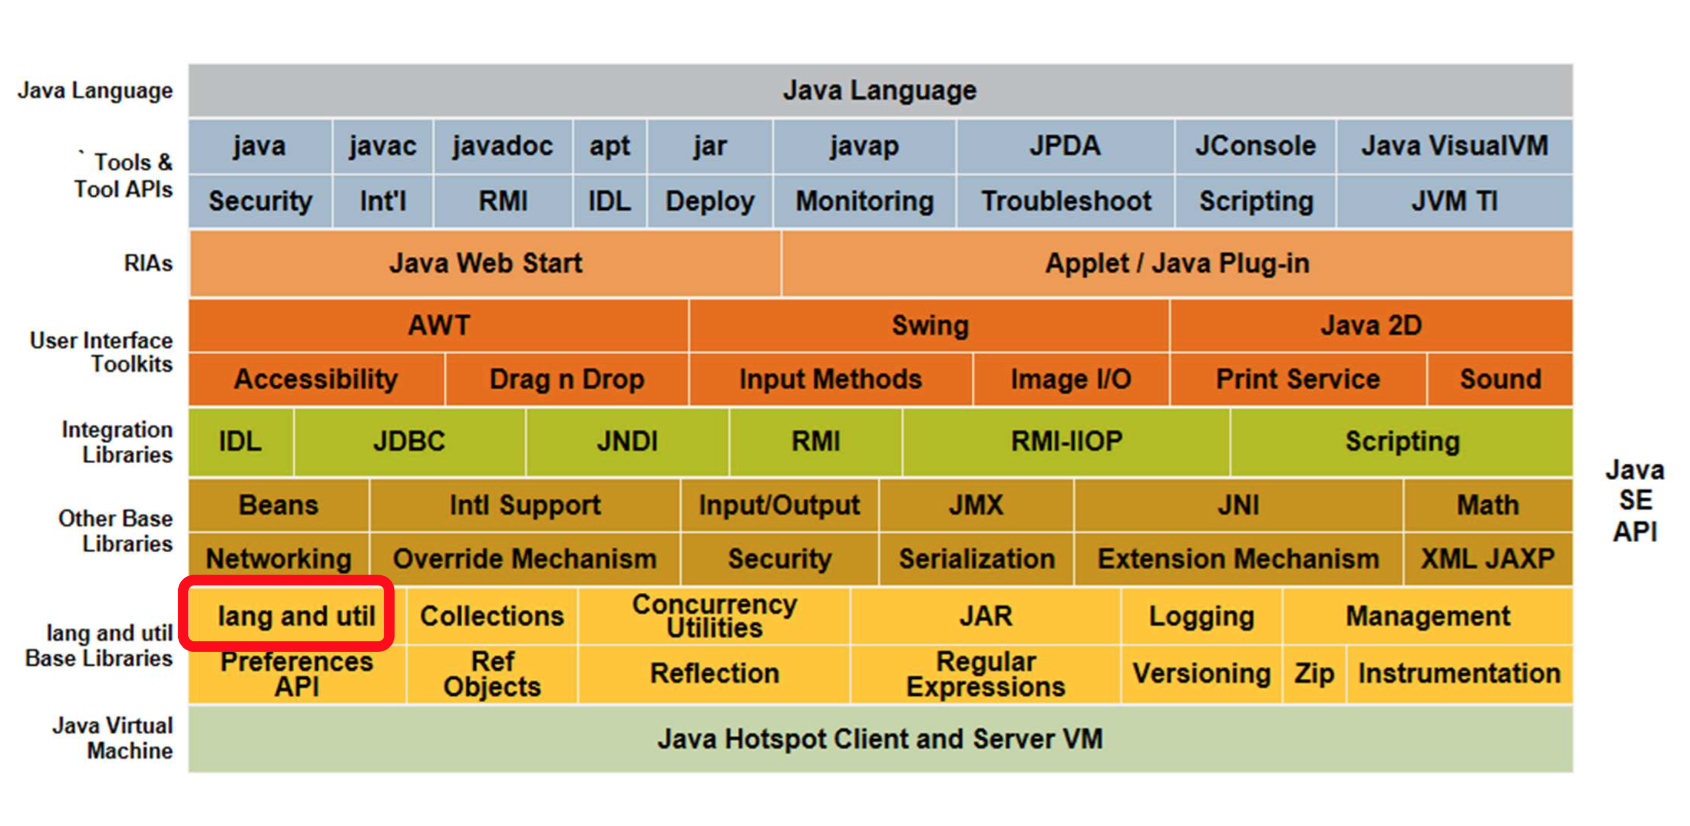 Java Language
Java Language
` Tools &
Tool APIs
java javac javadoc apt jar javap JPDA JConsole Java VisualVM
Security Int'l RMI IDL Deploy Monitoring Troubleshoot Scripting JVM TI
RIAs
Java Web Start Applet / Java Plug-in
User Interface
Toolkits
AWT Swing Java 2D
Accessibility Drag n Drop Input Methods Image I/O Print Service Sound
Integration
Libraries
IDL JDBC JNDI RMI RMI-IIOP Scripting
Other Base
Libraries
Beans Intl Support Input/Output JMX JNI Math
Networking Override Mechanism Security Serialization Extension Mechanism XML JAXP
lang and util
Base Libraries
lang and util Collections Concurrency
Utilities JAR Logging Management
Preferences
API Ref
Objects Reflection Regular
Expressions Versioning Zip Instrumentation
Java Virtual
Machine
Java Hotspot Client and Server VM
Java
SE
API